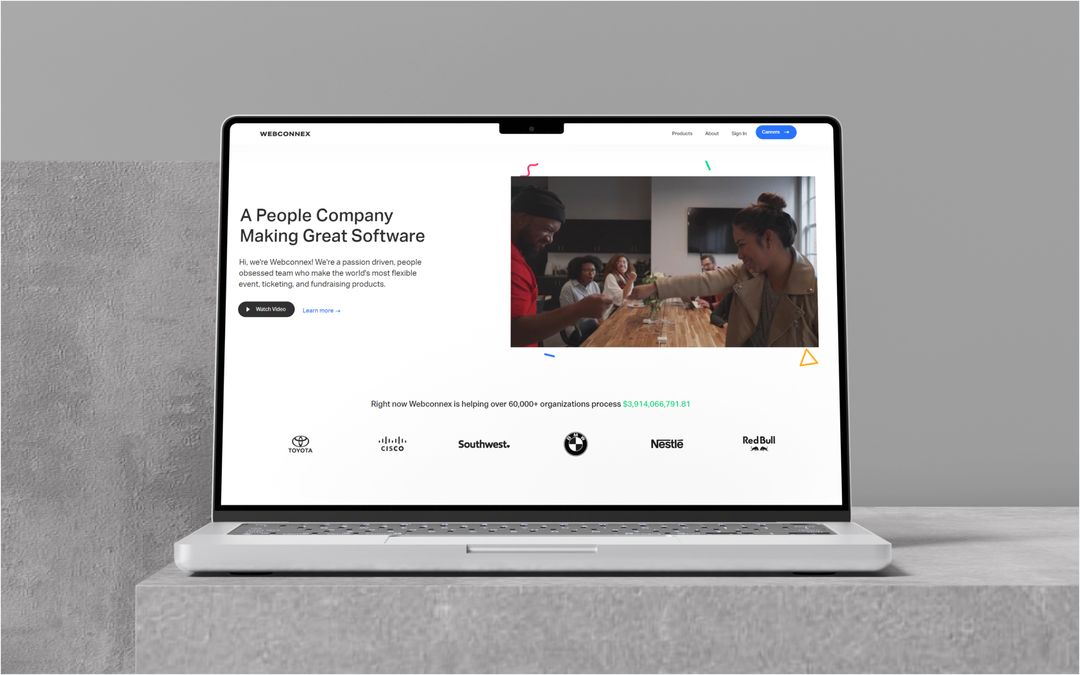 WEBCONNEX
Products About Sign In Careers →
A People Company
Making Great Software
Hi, we're Webconnex! We're a passion driven, people
obsessed team who make the world's most flexible
event, ticketing, and fundraising products.
Watch Video Learn more →
Right now Webconnex is helping over 60,000+ organizations process $3,914,066,791.81
TOYOTA
CISCO
Southwest
BMW
Nestlé
Red Bull